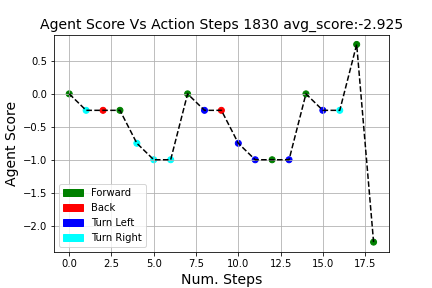 Agent Score Vs Action Steps 1830 avg_score:-2.925
Agent Score
0.5
0.0
−0.5
−1.0
−1.5
−2.0
Forward
Back
Turn Left
Turn Right
0.0 2.5 5.0 7.5 10.0 12.5 15.0 17.5
Num. Steps